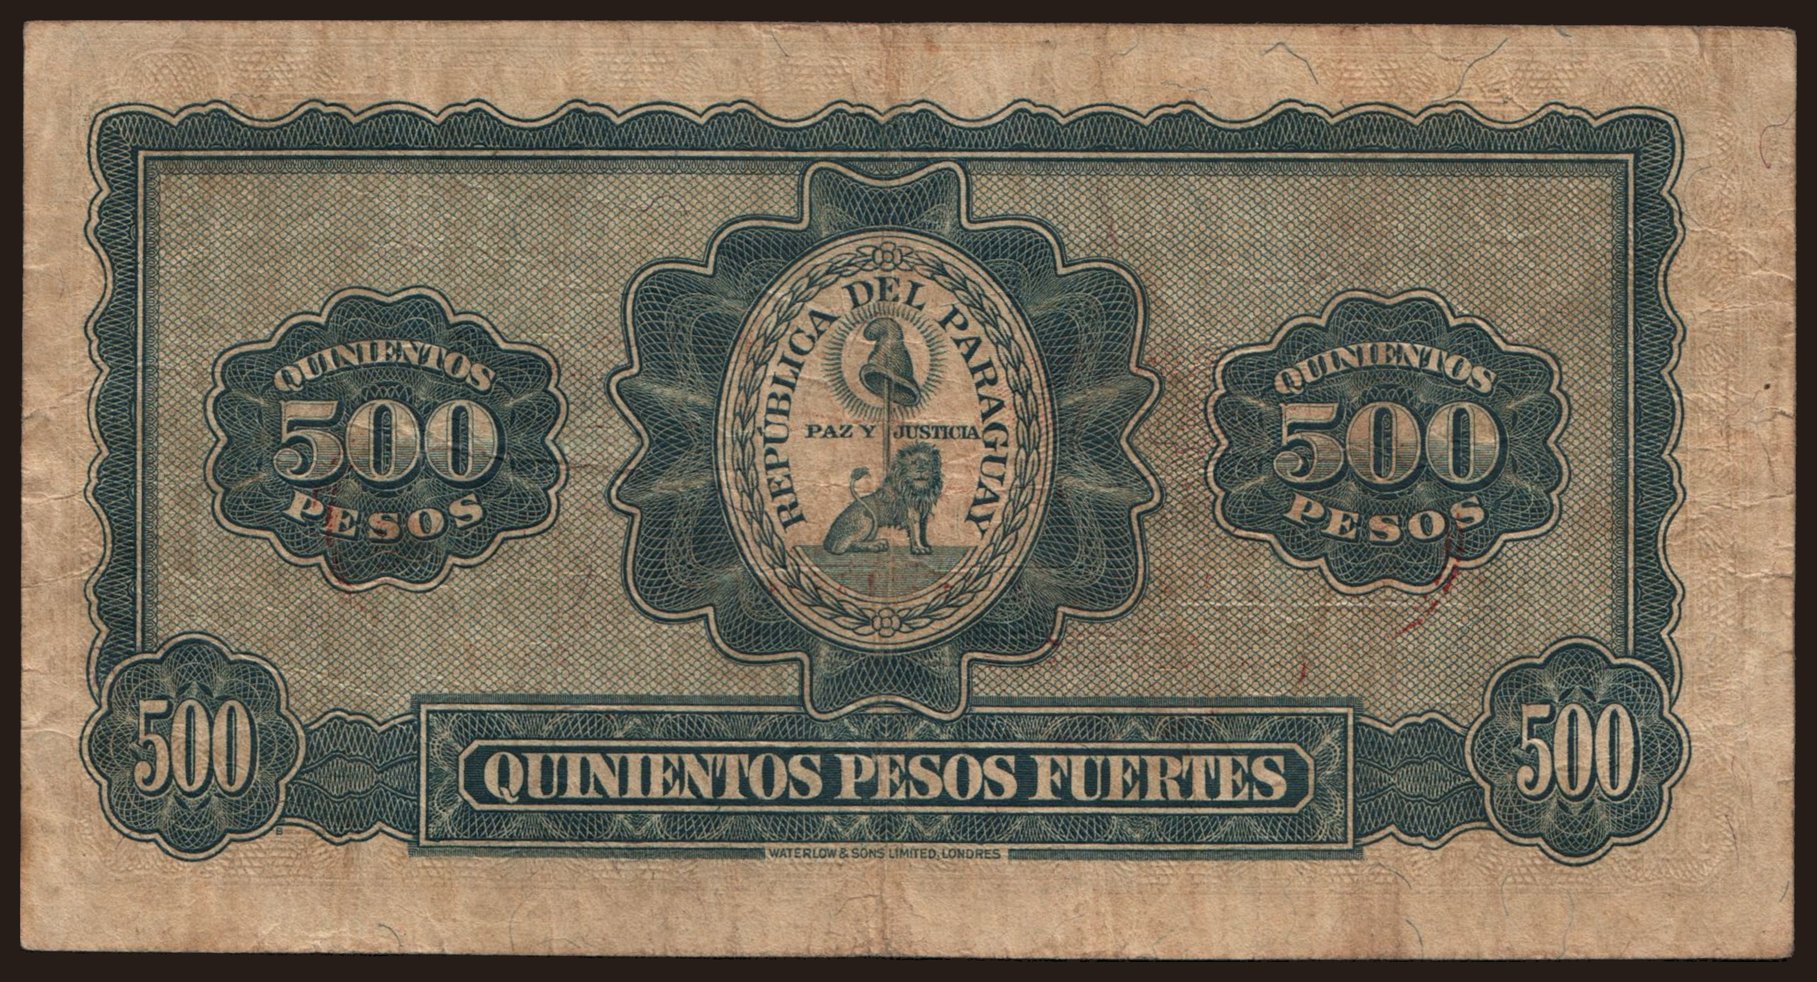 REPÚBLICA DEL PARAGUAY
PAZ Y JUSTICIA
QUINIENTOS
500
PESOS
QUINIENTOS
500
PESOS
500
500
QUINIENTOS PESOS FUERTES
WATERLOW & SONS LIMITED, LONDRES
B